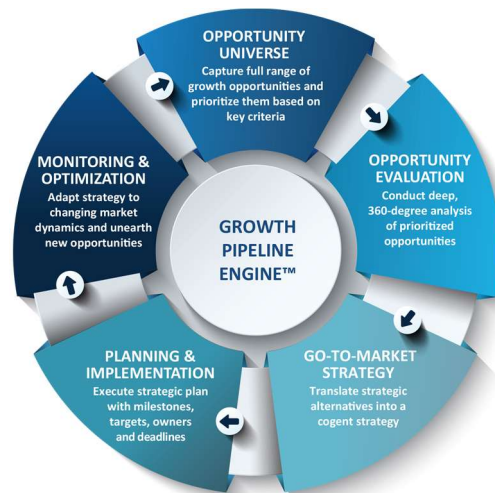 OPPORTUNITY
UNIVERSE
Capture full range of
growth opportunities and
prioritize them based on
key criteria
OPPORTUNITY
EVALUATION
Conduct deep,
360-degree analysis
of prioritized
opportunities
GO-TO-MARKET
STRATEGY
Translate strategic
alternatives into a
cogent strategy
PLANNING &
IMPLEMENTATION
Execute strategic plan
with milestones,
targets, owners
and deadlines
MONITORING &
OPTIMIZATION
Adapt strategy to
changing market
dynamics and unearth
new opportunities
GROWTH
PIPELINE
ENGINE™